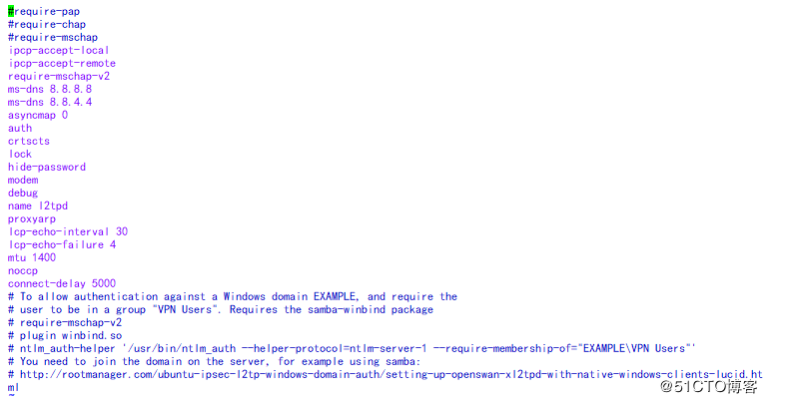 #require-pap
#require-chap
#require-mschap
ipcp-accept-local
ipcp-accept-remote
require-mschap-v2
ms-dns 8.8.8.8
ms-dns 8.8.4.4
asyncmap 0
auth
crtscts
lock
hide-password
modem
debug
name l2tpd
proxyarp
lcp-echo-interval 30
lcp-echo-failure 4
mtu 1400
noccp
connect-delay 5000
# To allow authentication against a Windows domain EXAMPLE, and require the
# user to be in a group "VPN Users". Requires the samba-winbind package
# require-mschap-v2
# plugin winbind.so
# ntlm_auth-helper '/usr/bin/ntlm_auth --helper-protocol=ntlm-server-1 --require-membership-of="EXAMPLE\VPN Users"'
# You need to join the domain on the server, for example using samba:
# http://rootmanager.com/ubuntu-ipsec-l2tp-windows-domain-auth/setting-up-openswan-xl2tpd-with-native-windows-clients-lucid.ht
ml
~
@51CTO博客